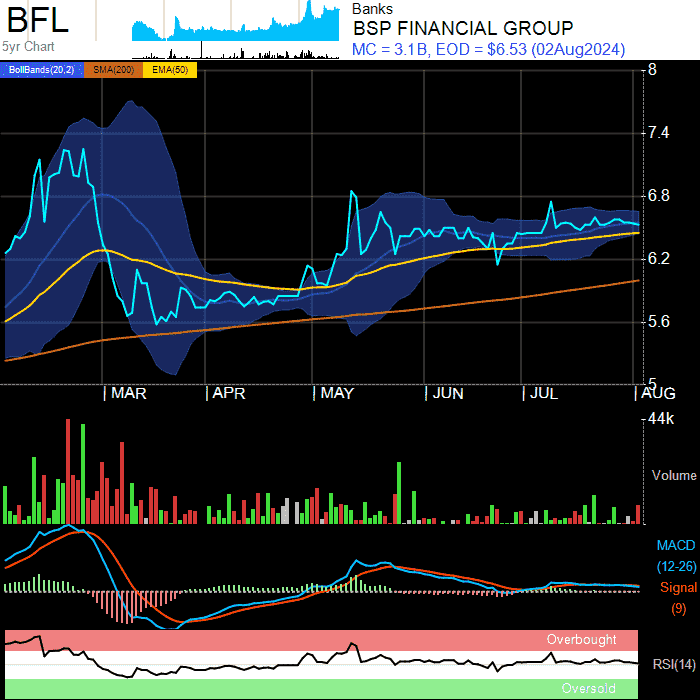 BFL
5yr Chart
Banks
BSP FINANCIAL GROUP
MC = 3.1B, EOD = $6.53 (02Aug2024)
BollBands(20,2) SMA(200) EMA(50)
8
7.4
6.8
6.2
5.6
5
MAR APR MAY JUN JUL AUG
44k
Volume
MACD
(12-26)
Signal
(9)
Overbought
RSI(14)
Oversold